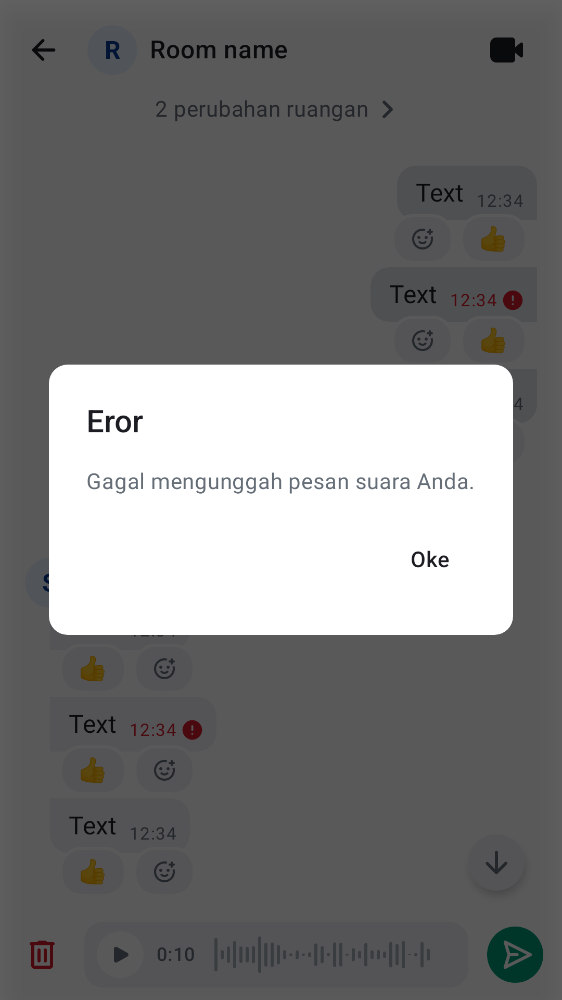 R Room name
2 perubahan ruangan
Text 12:34
Text 12:34
4
Eror
Gagal mengunggah pesan suara Anda.
Oke
Text 12:34
Text 12:34
0:10